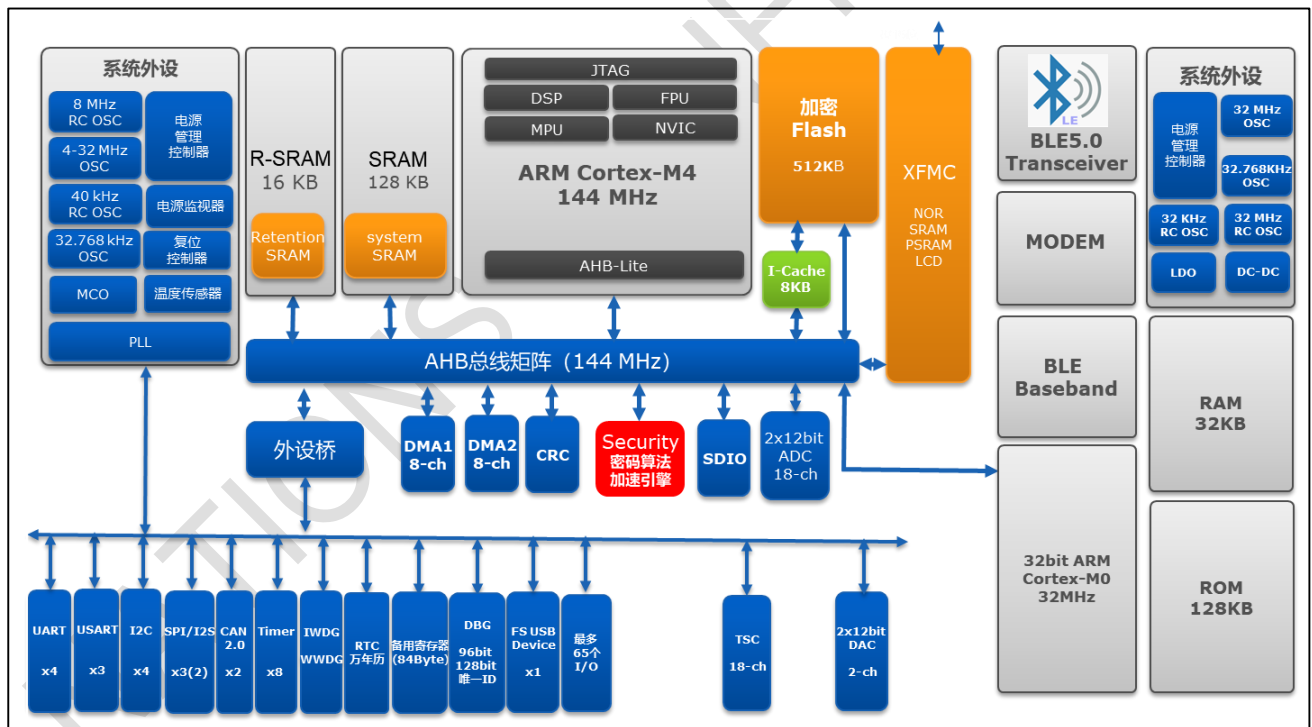 系统外设
8 MHz
RC OSC
4-32 MHz
OSC
40 kHz
RC OSC
32.768 kHz
OSC
MCO
电源
管理
控制器
电源监视器
复位
控制器
温度传感器
PLL
R-SRAM
16 KB
Retention
SRAM
SRAM
128 KB
system
SRAM
JTAG
DSP
FPU
MPU
NVIC
ARM Cortex-M4
144 MHz
AHB-Lite
加密
Flash
512KB
I-Cache
8KB
XFMC
NOR
SRAM
PSRAM
LCD
LE
BLE5.0
Transceiver
MODEM
BLE
Baseband
32bit ARM
Cortex-M0
32MHz
系统外设
电源
管理
控制器
32 MHz
OSC
32.768KHz
OSC
32 KHz
RC OSC
32 MHz
RC OSC
LDO
DC-DC
RAM
32KB
ROM
128KB
AHB总线矩阵（144 MHz）
外设桥
DMA1
8-ch
DMA2
8-ch
CRC
Security
密码算法
加速引擎
SDIO
2x12bit
ADC
18-ch
UART
x4
USART
x3
I2C
x4
SPI/I2S
x3(2)
CAN
2.0
x2
Timer
x8
IWDG
WWDG
RTC
万年历
备用寄存器
(84Byte)
DBG
96bit
128bit
唯一ID
FS USB
Device
x1
最多
65个
I/O
TSC
18-ch
2x12bit
DAC
2-ch